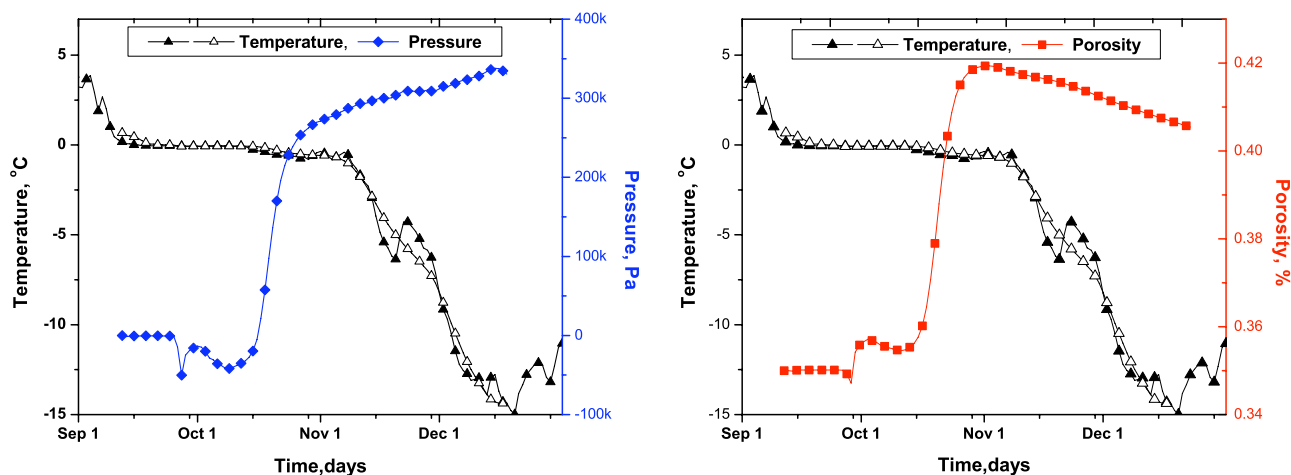 Temperature, Pressure
5
0
-5
-10
-15
Temperature, °C
400k
300k
200k
100k
0
-100k
Pressure, Pa
Sep 1 Oct 1 Nov 1 Dec 1
Time,days
Temperature, Porosity
5
0
-5
-10
-15
Temperature, °C
0.42
0.40
0.38
0.36
0.34
Porosity, %
Sep 1 Oct 1 Nov 1 Dec 1
Time,days